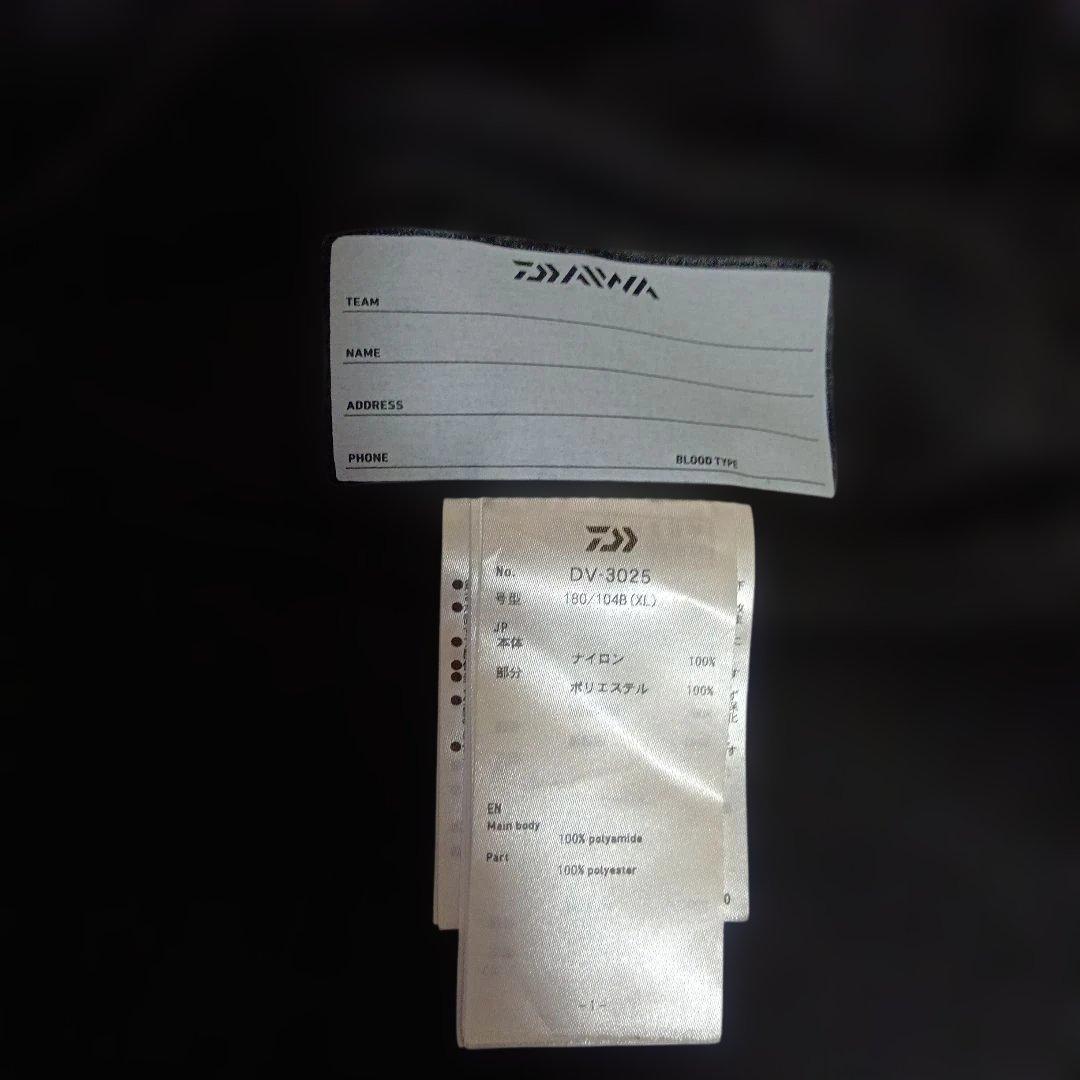 DAIWA
TEAM
NAME
ADDRESS
PHONE BLOOD TYPE
No. DV-3025
号型 180/104B(XL)
JP
本体
ナイロン 100%
部分
ポリエステル 100%
EN
Main body
100% polyamide
Part
100% polyester
-1-